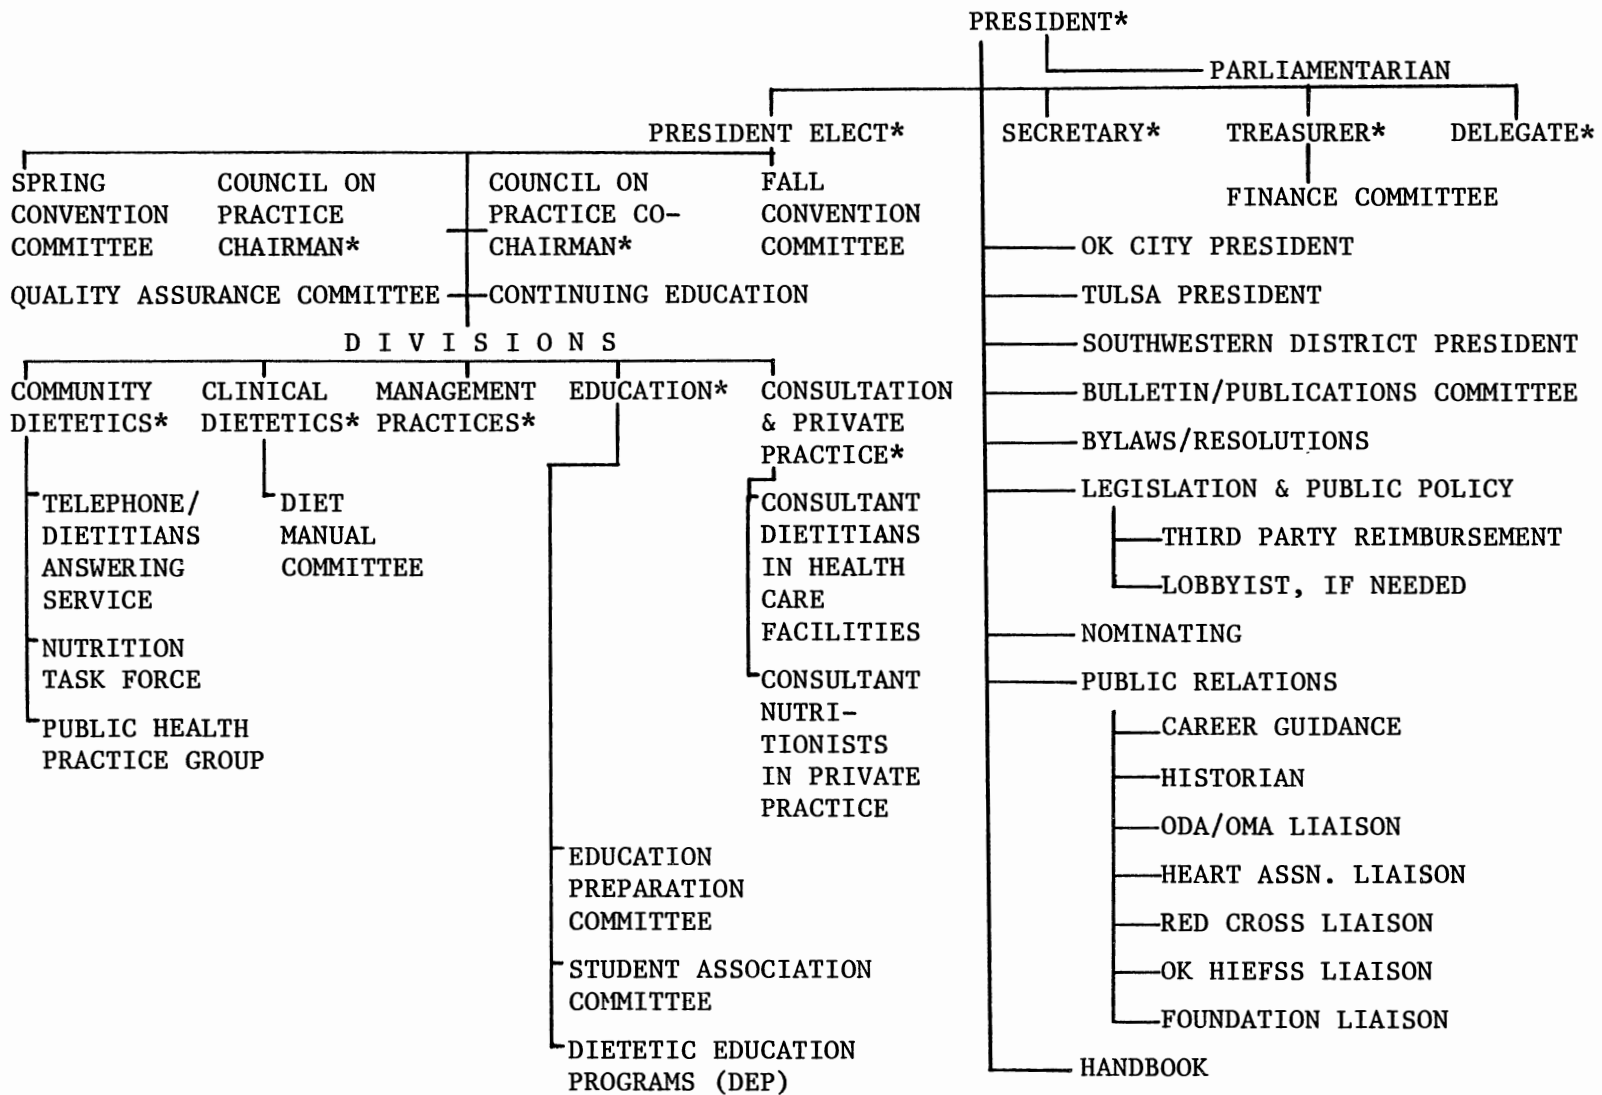 PRESIDENT*
PARLIAMENTARIAN
PRESIDENT ELECT*
SECRETARY*
TREASURER*
DELEGATE*
FINANCE COMMITTEE
SPRING
CONVENTION
COMMITTEE
COUNCIL ON
PRACTICE
CHAIRMAN*
COUNCIL ON
PRACTICE CO-
CHAIRMAN*
FALL
CONVENTION
COMMITTEE
QUALITY ASSURANCE COMMITTEE
CONTINUING EDUCATION
D I V I S I O N S
COMMUNITY
DIETETICS*
CLINICAL
DIETETICS*
MANAGEMENT
PRACTICES*
EDUCATION*
CONSULTATION
& PRIVATE
PRACTICE*
TELEPHONE/
DIETITIANS
ANSWERING
SERVICE
NUTRITION
TASK FORCE
PUBLIC HEALTH
PRACTICE GROUP
DIET
MANUAL
COMMITTEE
EDUCATION
PREPARATION
COMMITTEE
STUDENT ASSOCIATION
COMMITTEE
DIETETIC EDUCATION
PROGRAMS (DEP)
CONSULTANT
DIETITIANS
IN HEALTH
CARE
FACILITIES
CONSULTANT
NUTRI-
TIONISTS
IN PRIVATE
PRACTICE
OK CITY PRESIDENT
TULSA PRESIDENT
SOUTHWESTERN DISTRICT PRESIDENT
BULLETIN/PUBLICATIONS COMMITTEE
BYLAWS/RESOLUTIONS
LEGISLATION & PUBLIC POLICY
THIRD PARTY REIMBURSEMENT
LOBBYIST, IF NEEDED
NOMINATING
PUBLIC RELATIONS
CAREER GUIDANCE
HISTORIAN
ODA/OMA LIAISON
HEART ASSN. LIAISON
RED CROSS LIAISON
OK HIEFSS LIAISON
FOUNDATION LIAISON
HANDBOOK